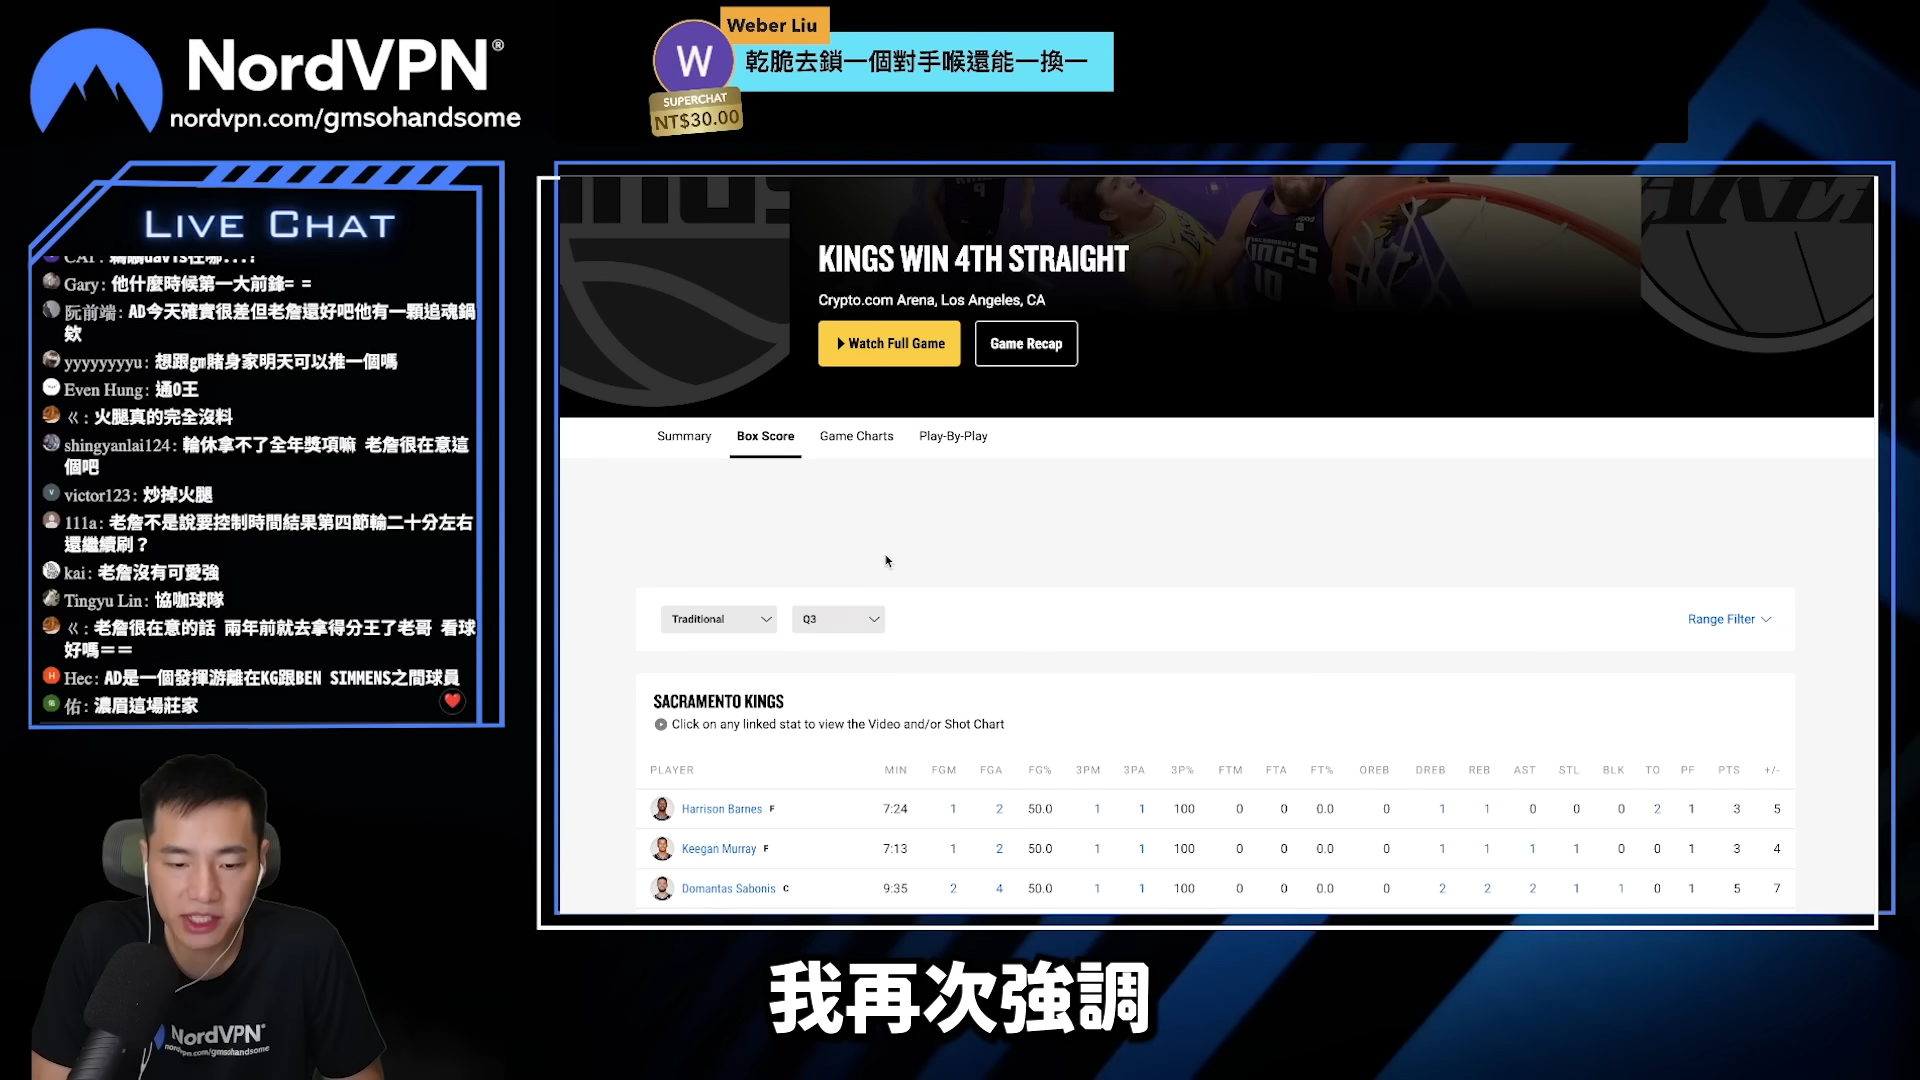 NordVPN®
nordvpn.com/gmsohandsome
Weber Liu
W
乾脆去鎖一個對手喉還能一換一
SUPERCHAT
NT$30.00
LIVE CHAT
Gary: 他什麼時候第一大前鋒= =
阮前端: AD今天確實很差但老詹還好吧他有一顆追魂鍋
欸
yyyyyyyyu: 想跟gm賭身家明天可以推一個嗎
Even Hung: 通0王
ㄍ: 火腿真的完全沒料
shingyanlai124: 輪休拿不了全年獎項嘛 老詹很在意這
個吧
victor123: 炒掉火腿
111a: 老詹不是說要控制時間結果第四節輪二十分左右
還繼續刷？
kai: 老詹沒有可愛強
Tingyu Lin: 協咖球隊
ㄍ: 老詹很在意的話 兩年前就去拿得分王了老哥 看球
好嗎==
Hec: AD是一個發揮游離在KG跟BEN SIMMENS之間球員
佑: 濃眉這場莊家
KINGS WIN 4TH STRAIGHT
Crypto.com Arena, Los Angeles, CA
Watch Full Game
Game Recap
Summary
Box Score
Game Charts
Play-By-Play
Traditional
Q3
Range Filter
SACRAMENTO KINGS
Click on any linked stat to view the Video and/or Shot Chart
PLAYER MIN FGM FGA FG% 3PM 3PA 3P% FTM FTA FT% OREB DREB REB AST STL BLK TO PF PTS +/-
Harrison Barnes F 7:24 1 2 50.0 1 1 100 0 0 0.0 0 1 1 0 0 0 2 1 3 5
Keegan Murray F 7:13 1 2 50.0 1 1 100 0 0 0.0 0 1 1 1 1 0 0 1 3 4
Domantas Sabonis C 9:35 2 4 50.0 1 1 100 0 0 0.0 0 2 2 2 1 1 0 1 5 7
NordVPN®
nordvpn.com/gmsohandsome
我再次強調